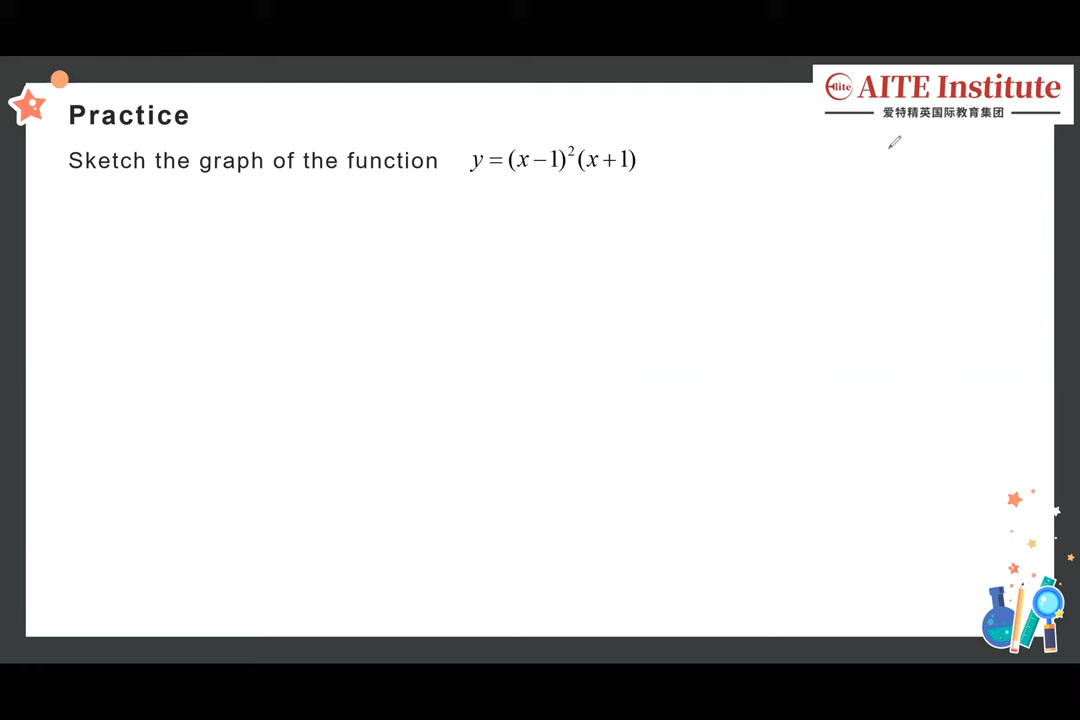 Elite AITE Institute
爱特精英国际教育集团
Practice
Sketch the graph of the function y = (x − 1)²(x + 1)